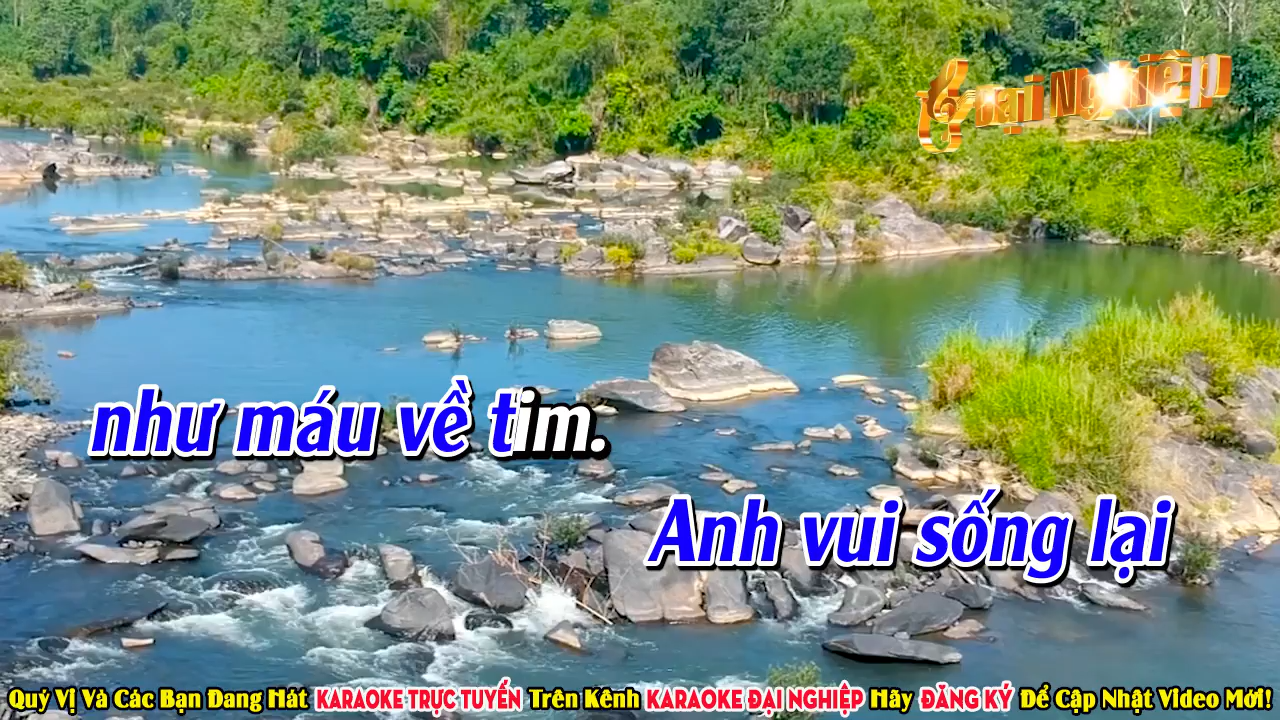 Đại Nghiệp
như máu về tim.
Anh vui sống lại
Quý Vị Và Các Bạn Đang Hát KARAOKE TRỰC TUYẾN Trên Kênh KARAOKE ĐẠI NGHIỆP Hãy ĐĂNG KÝ Để Cập Nhật Video Mới!